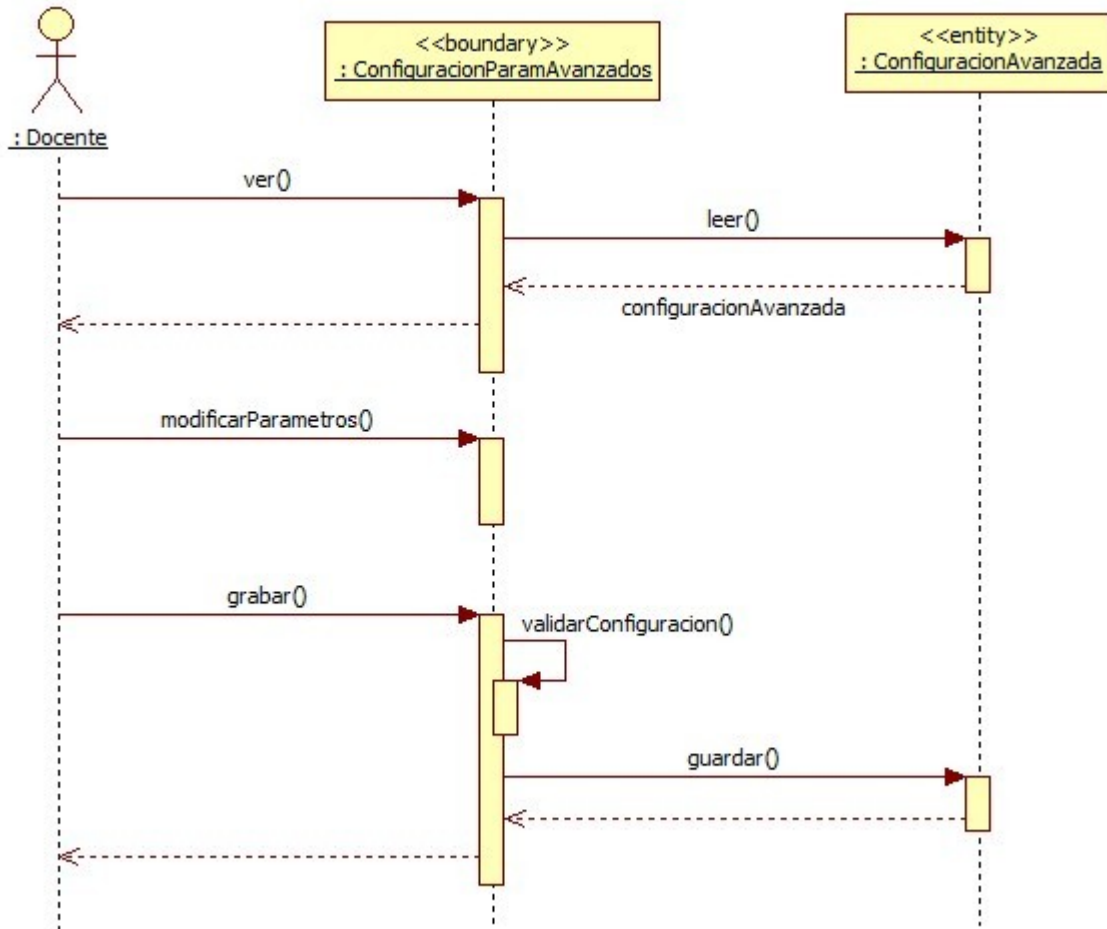 <<boundary>>
: ConfiguracionParamAvanzados
<<entity>>
: ConfiguracionAvanzada
: Docente
ver()
leer()
configuracionAvanzada
modificarParametros()
grabar()
validarConfiguracion()
guardar()